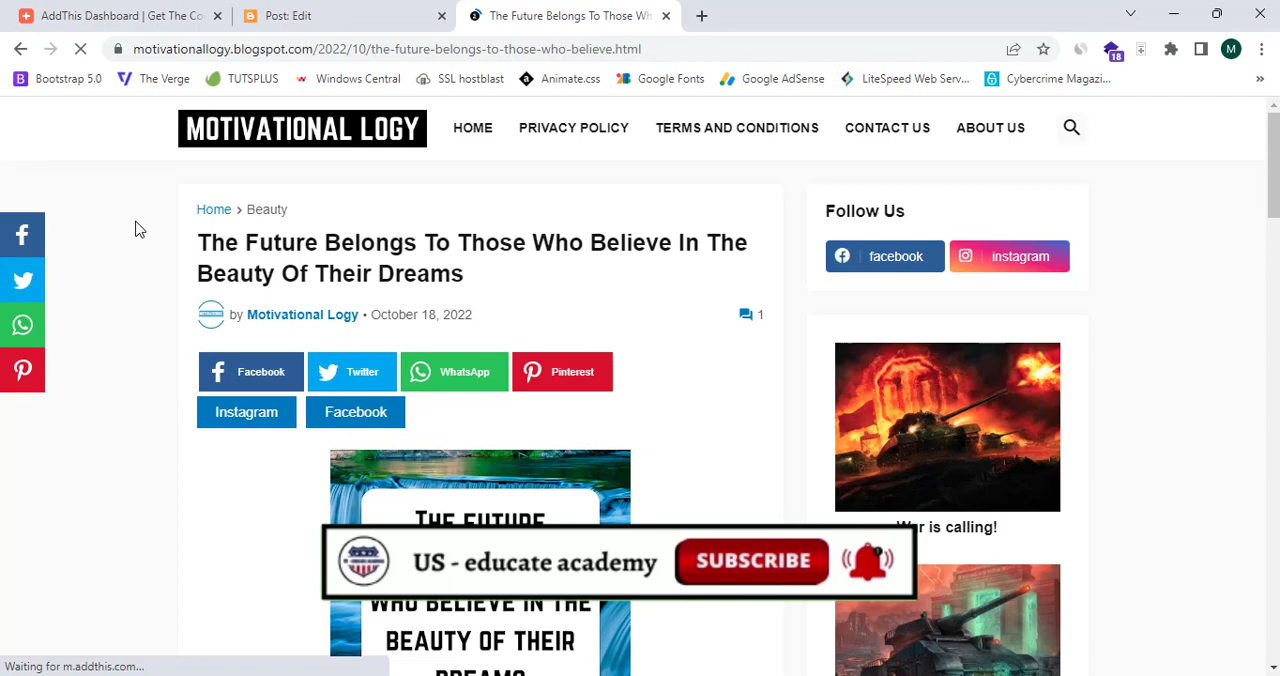 AddThis Dashboard | Get The Co
Post: Edit
The Future Belongs To Those Wh
motivationallogy.blogspot.com/2022/10/the-future-belongs-to-those-who-believe.html
18
M
Bootstrap 5.0
The Verge
TUTSPLUS
Windows Central
SSL hostblast
Animate.css
Google Fonts
Google AdSense
LiteSpeed Web Serv...
Cybercrime Magazi...
»
MOTIVATIONAL LOGY
HOME
PRIVACY POLICY
TERMS AND CONDITIONS
CONTACT US
ABOUT US
Home > Beauty
The Future Belongs To Those Who Believe In The
Beauty Of Their Dreams
by Motivational Logy • October 18, 2022
1
Facebook
Twitter
WhatsApp
Pinterest
Instagram
Facebook
Follow Us
facebook
instagram
War is calling!
THE FUTURE
US - educate academy
SUBSCRIBE
WHO BELIEVE IN THE
BEAUTY OF THEIR
DREAMS
Waiting for m.addthis.com...